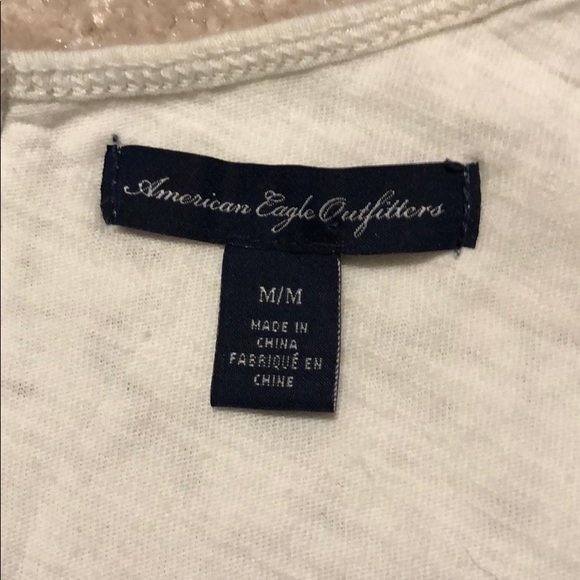 American Eagle Outfitters
M/M
MADE IN
CHINA
FABRIQUÉ EN
CHINE